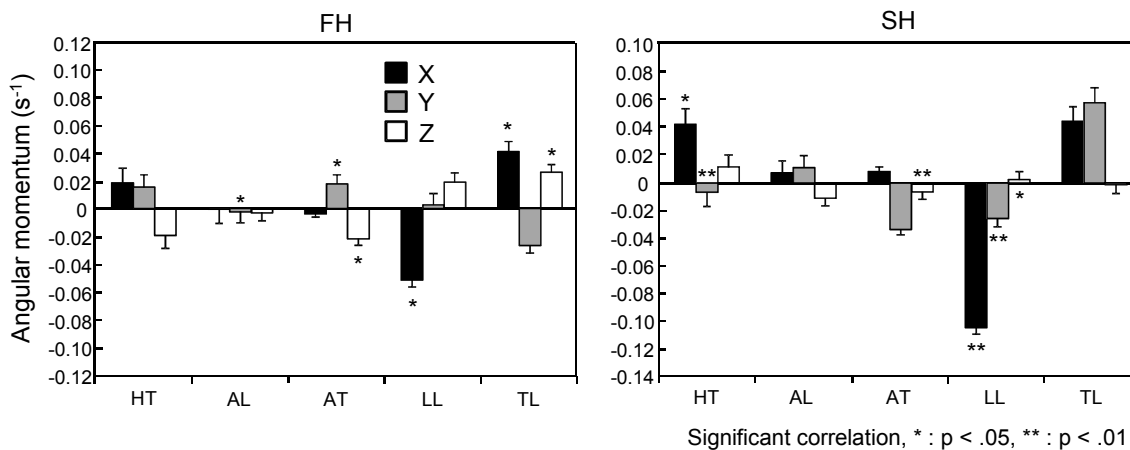 FH
SH
Angular momentum (s-1)
0.12
0.10
0.08
0.06
0.04
0.02
0
-0.02
-0.04
-0.06
-0.08
-0.10
-0.12
X
Y
Z
*
*
*
*
*
*
HT
AL
AT
LL
TL
0.10
0.08
0.06
0.04
0.02
0
-0.02
-0.04
-0.06
-0.08
-0.10
-0.12
-0.14
*
**
**
**
**
*
HT
AL
AT
LL
TL
Significant correlation, * : p < .05, ** : p < .01